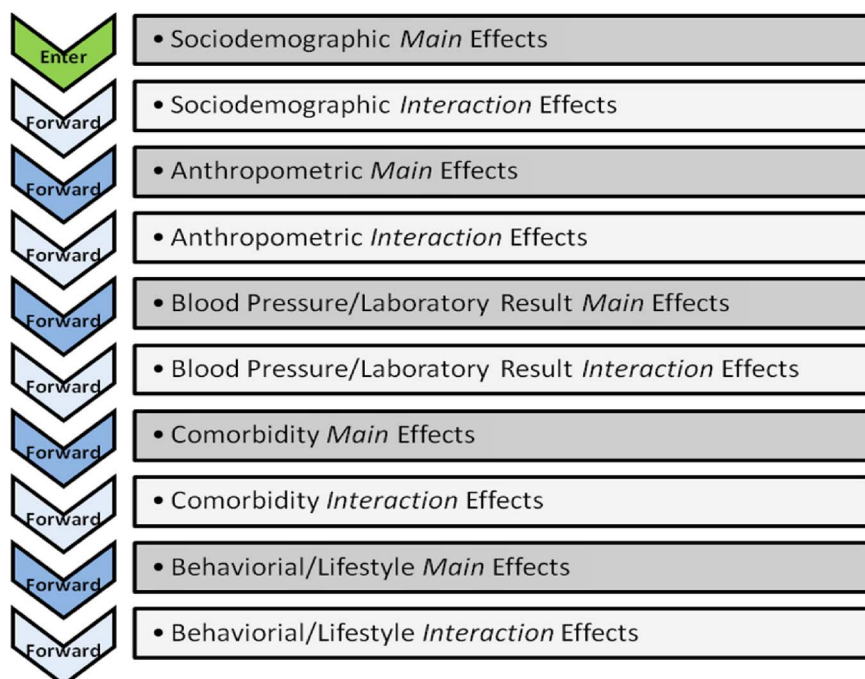 Enter
• Sociodemographic Main Effects
Forward
• Sociodemographic Interaction Effects
Forward
• Anthropometric Main Effects
Forward
• Anthropometric Interaction Effects
Forward
• Blood Pressure/Laboratory Result Main Effects
Forward
• Blood Pressure/Laboratory Result Interaction Effects
Forward
• Comorbidity Main Effects
Forward
• Comorbidity Interaction Effects
Forward
• Behaviorial/Lifestyle Main Effects
Forward
• Behaviorial/Lifestyle Interaction Effects